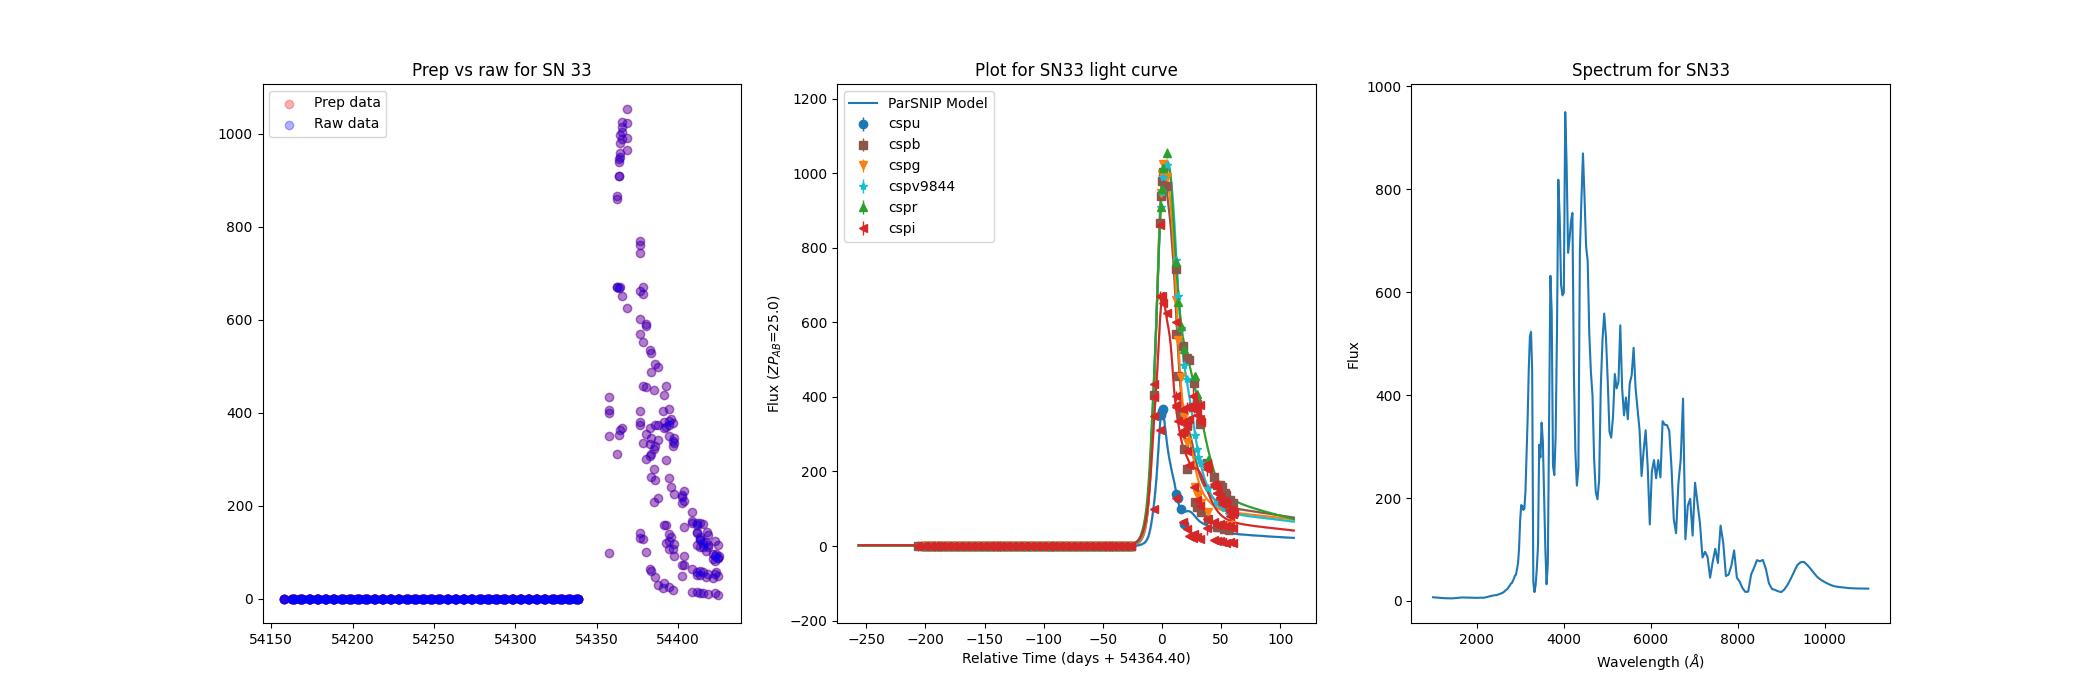 Prep vs raw for SN 33
Prep data
Raw data
1000
800
600
400
200
0
54150
54200
54250
54300
54350
54400
Plot for SN33 light curve
ParSNIP Model
cspu
cspb
cspg
cspv9844
cspr
cspi
Flux (ZP_AB=25.0)
1200
1000
800
600
400
200
0
−200
−250
−200
−150
−100
−50
0
50
100
Relative Time (days + 54364.40)
Spectrum for SN33
Flux
1000
800
600
400
200
0
2000
4000
6000
8000
10000
Wavelength (Å)